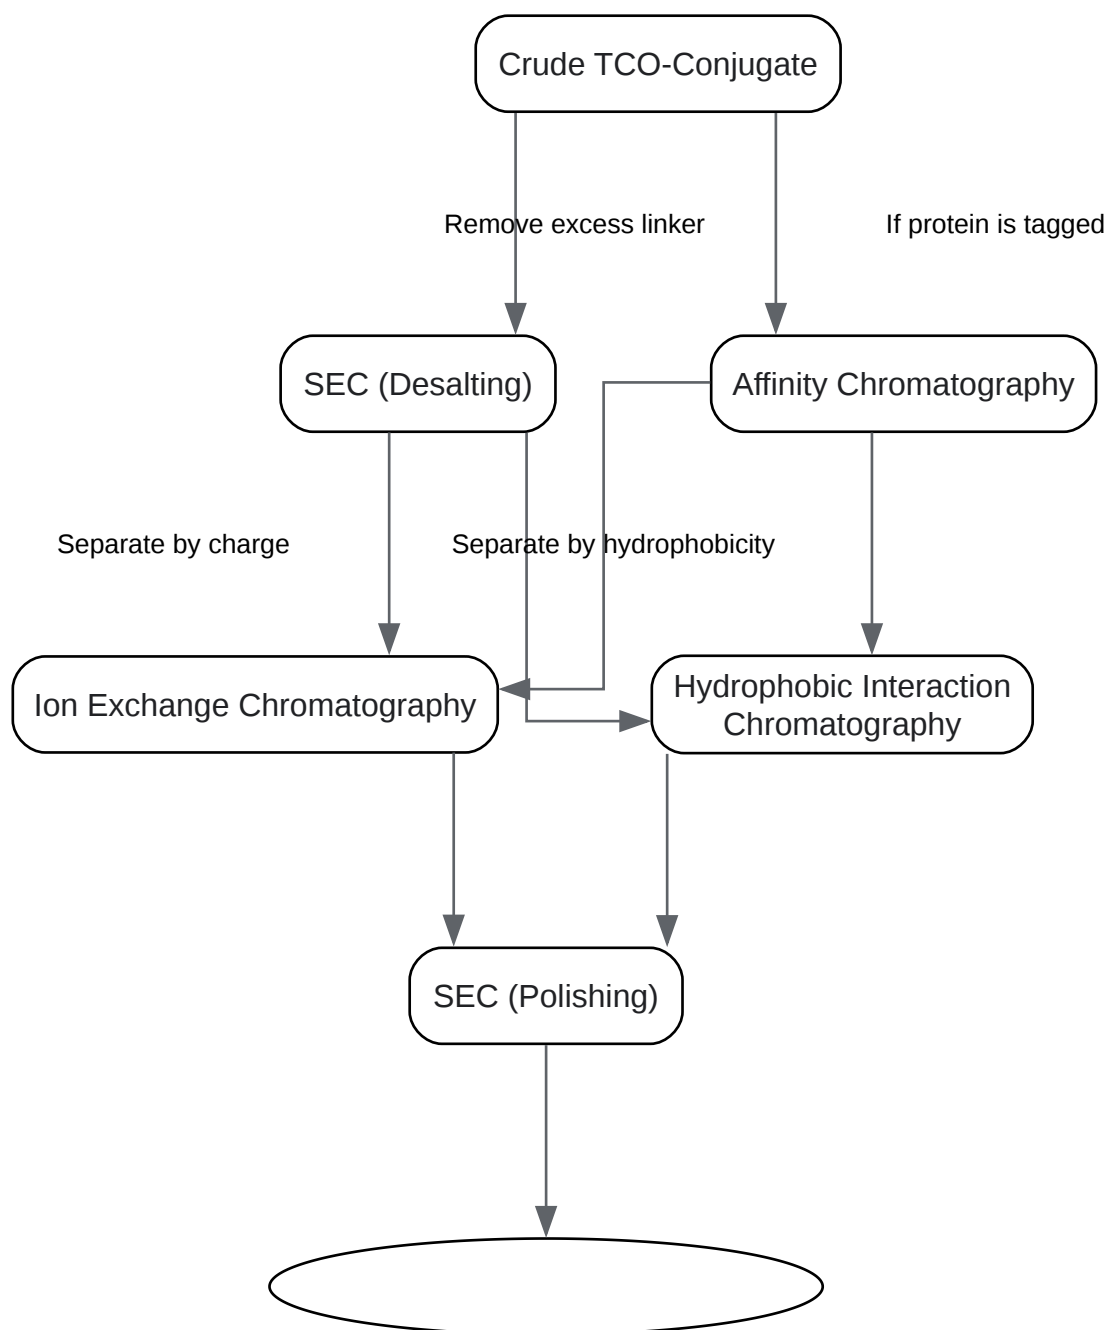 Crude TCO-Conjugate
Remove excess linker
If protein is tagged
SEC (Desalting)
Affinity Chromatography
Separate by charge
Separate by hydrophobicity
Ion Exchange Chromatography
Hydrophobic Interaction
Chromatography
SEC (Polishing)